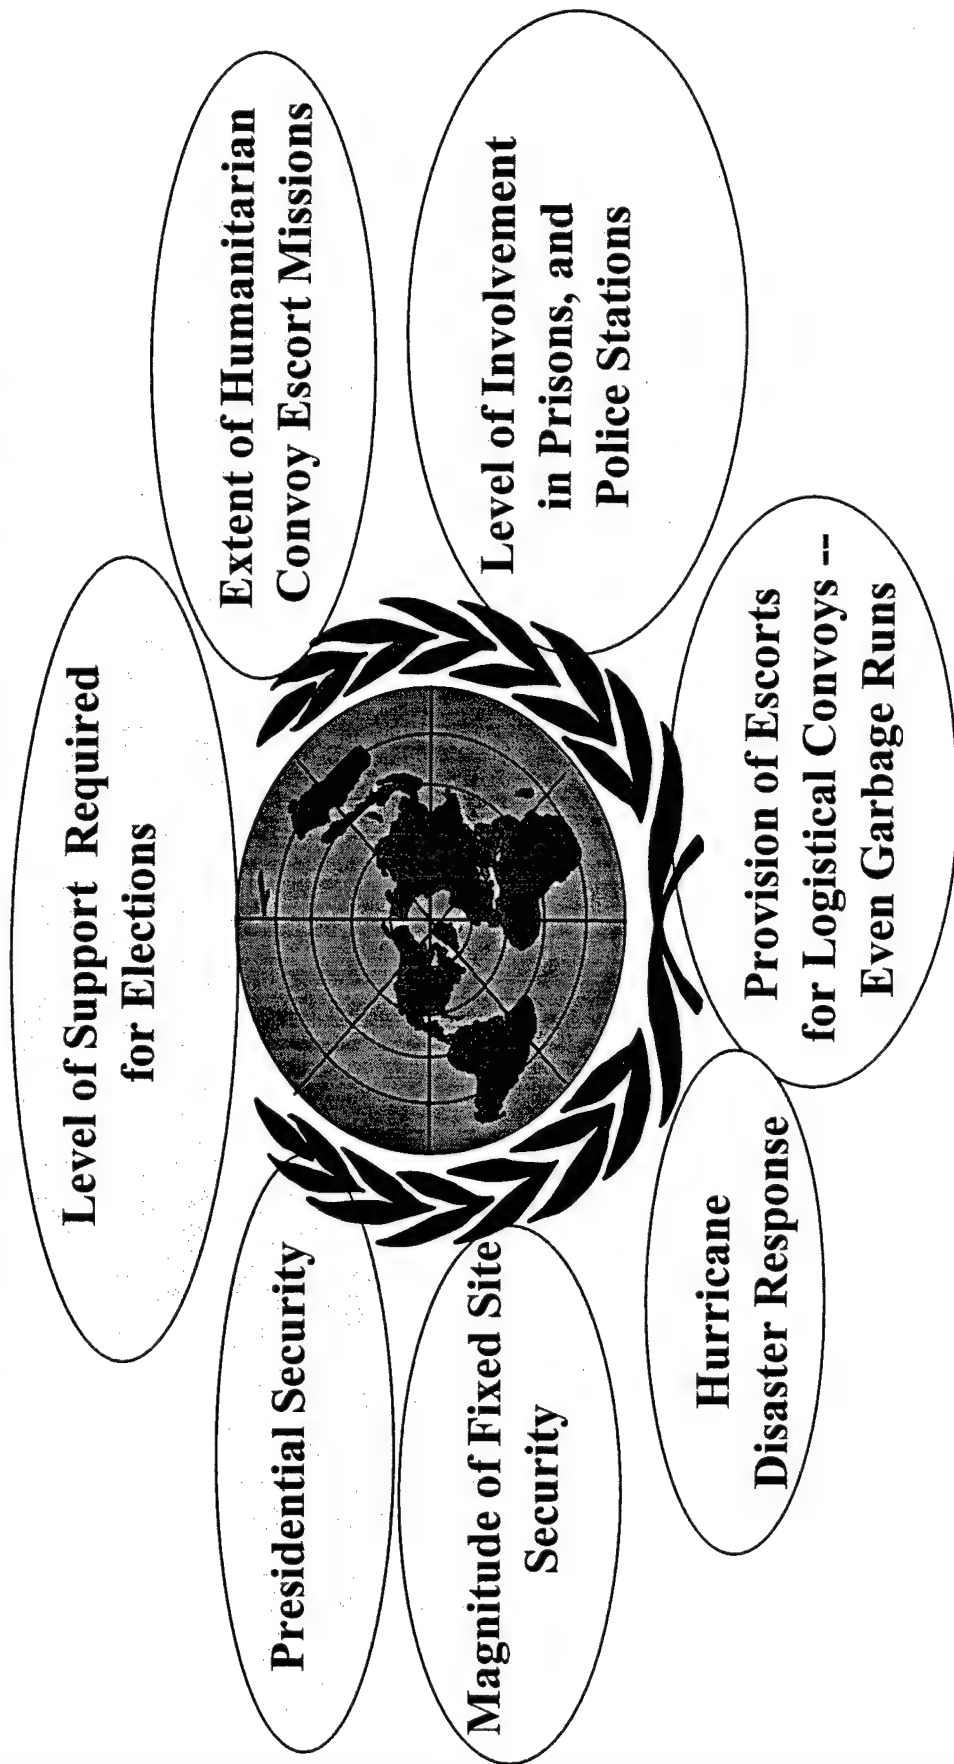 Level of Support Required
for Elections
Presidential Security
Extent of Humanitarian
Convoy Escort Missions
Magnitude of Fixed Site
Security
Level of Involvement
in Prisons, and
Police Stations
Hurricane
Disaster Response
Provision of Escorts
for Logistical Convoys --
Even Garbage Runs